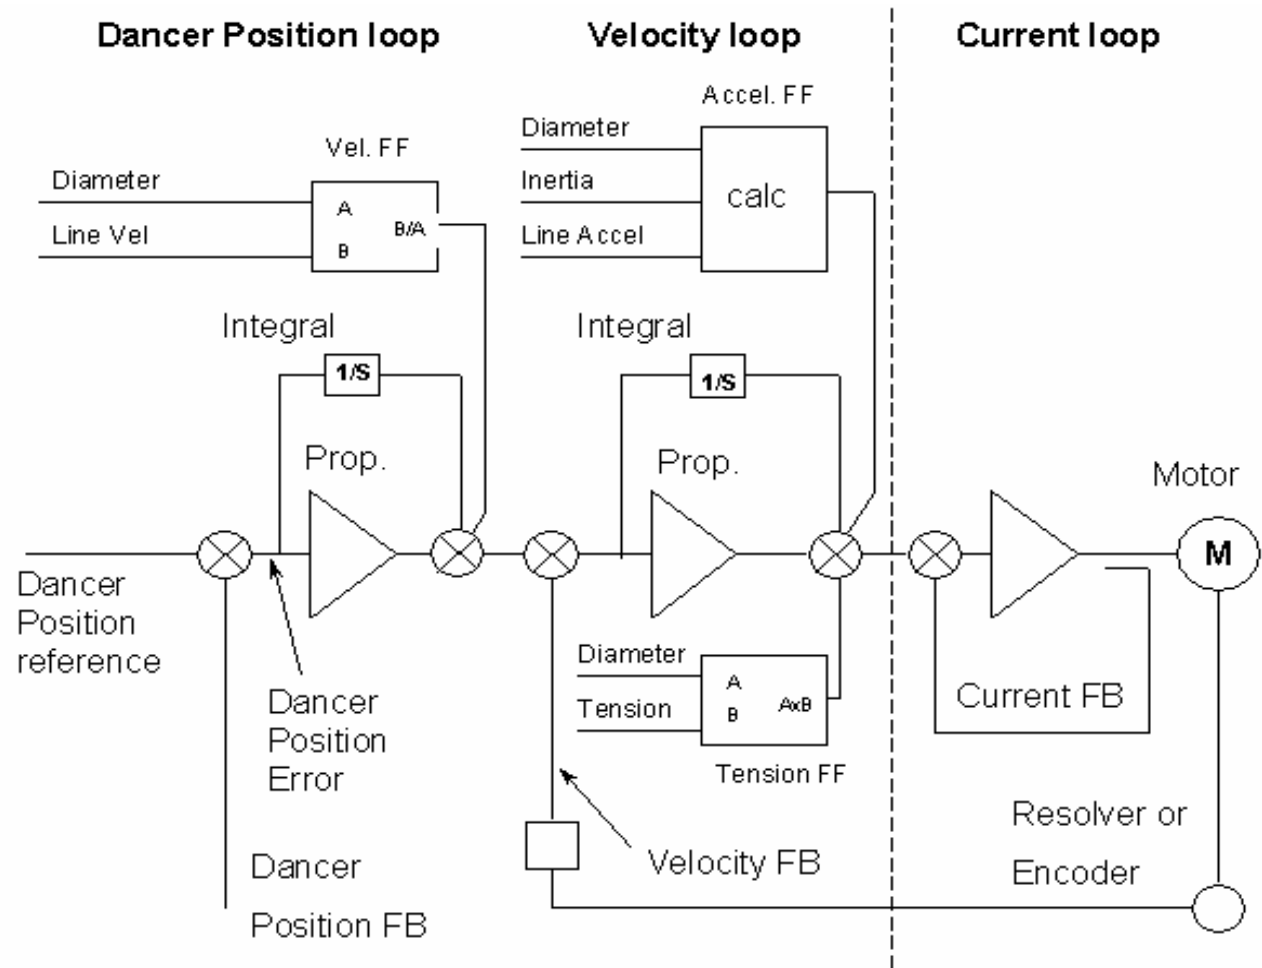 Dancer Position loop
Velocity loop
Current loop
Accel. FF
Diameter
Inertia
Line Accel
calc
Vel. FF
Diameter
Line Vel
A
B
B/A
Integral
1/S
Integral
1/S
Prop.
Prop.
Motor
M
Dancer
Position
reference
Dancer
Position
Error
Diameter
Tension
A
B
AxB
Tension FF
Current FB
Velocity FB
Resolver or
Encoder
Dancer
Position FB